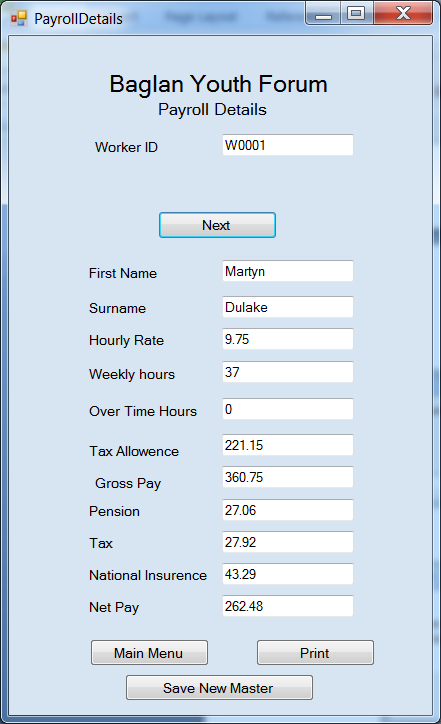 PayrollDetails
Baglan Youth Forum
Payroll Details
Worker ID W0001
Next
First Name Martyn
Surname Dulake
Hourly Rate 9.75
Weekly hours 37
Over Time Hours 0
Tax Allowence 221.15
Gross Pay 360.75
Pension 27.06
Tax 27.92
National Insurence 43.29
Net Pay 262.48
Main Menu Print
Save New Master